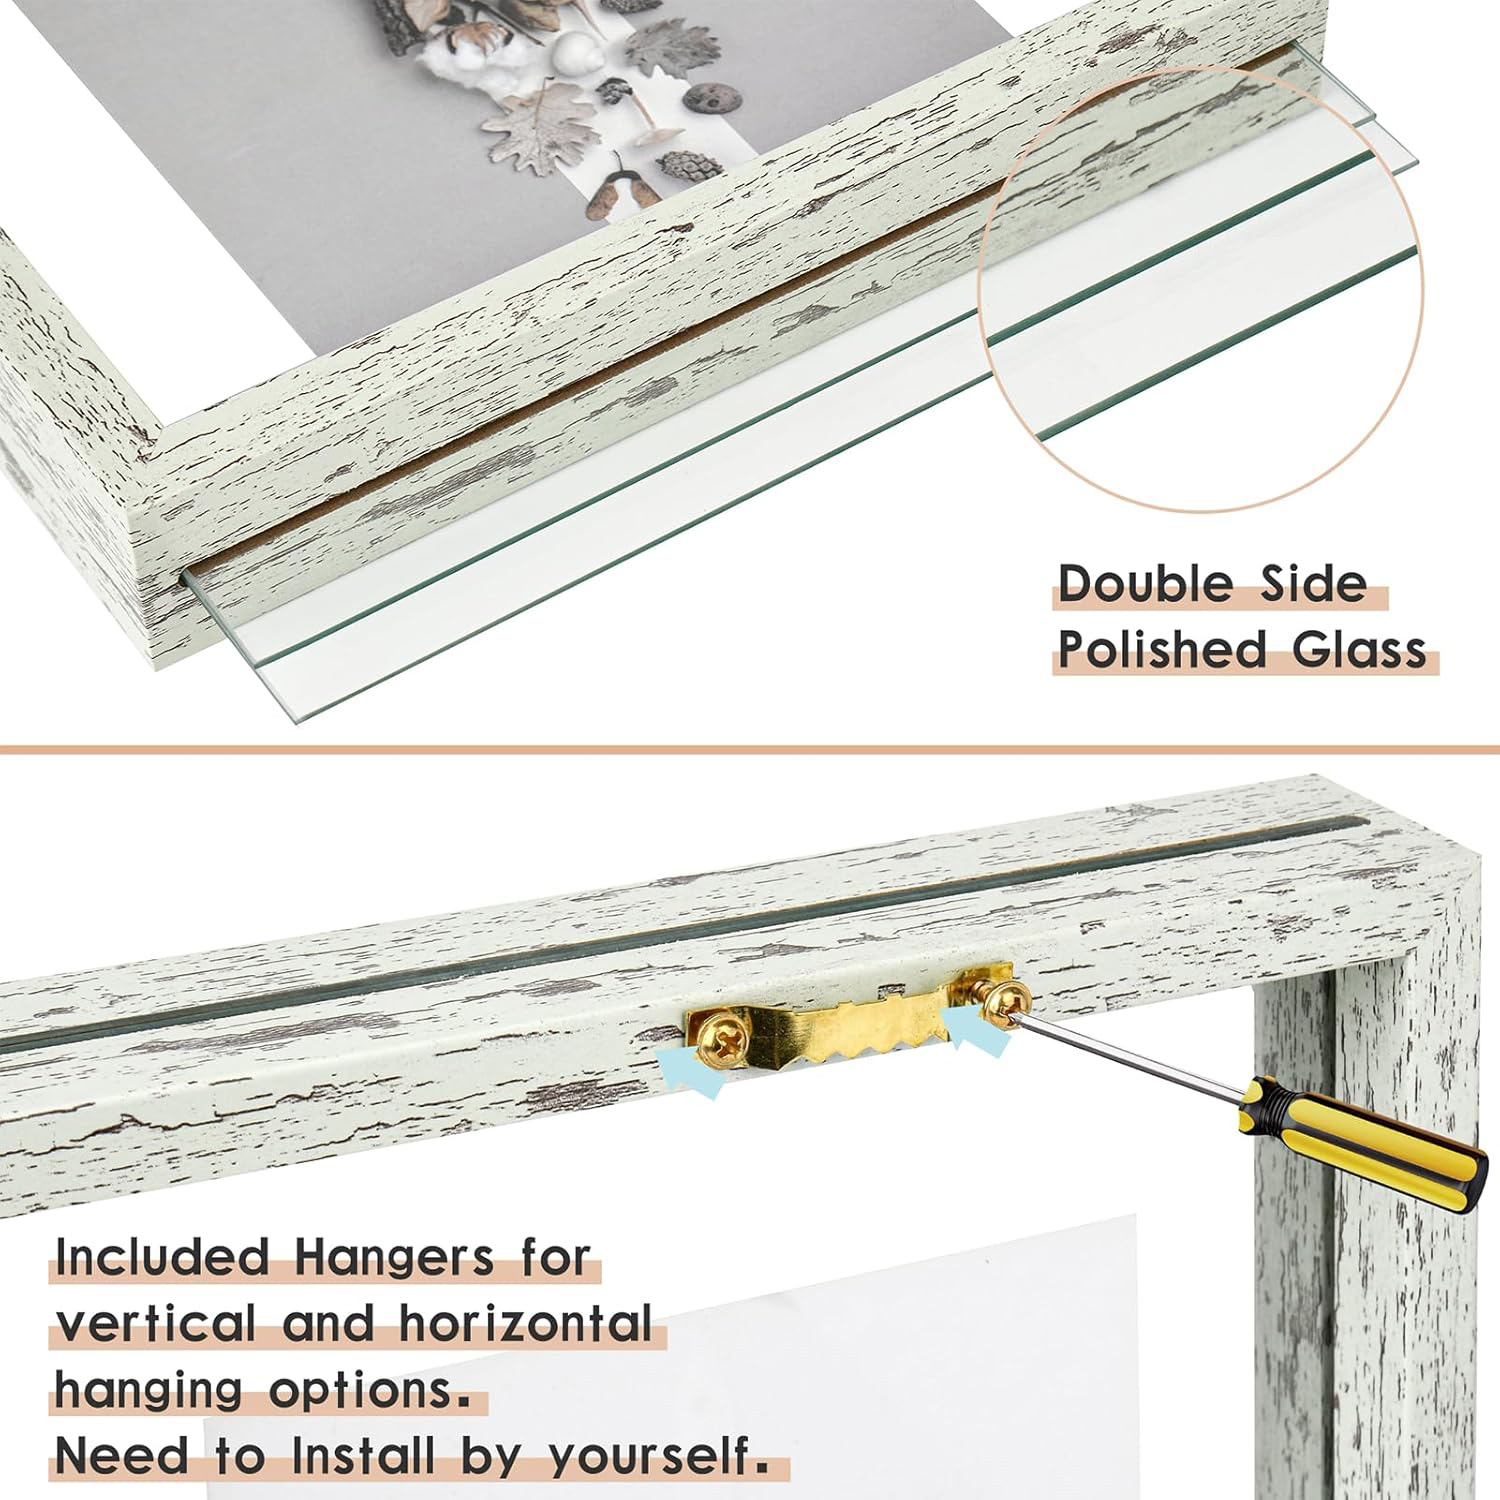 Double Side
Polished Glass
Included Hangers for
vertical and horizontal
hanging options.
Need to Install by yourself.